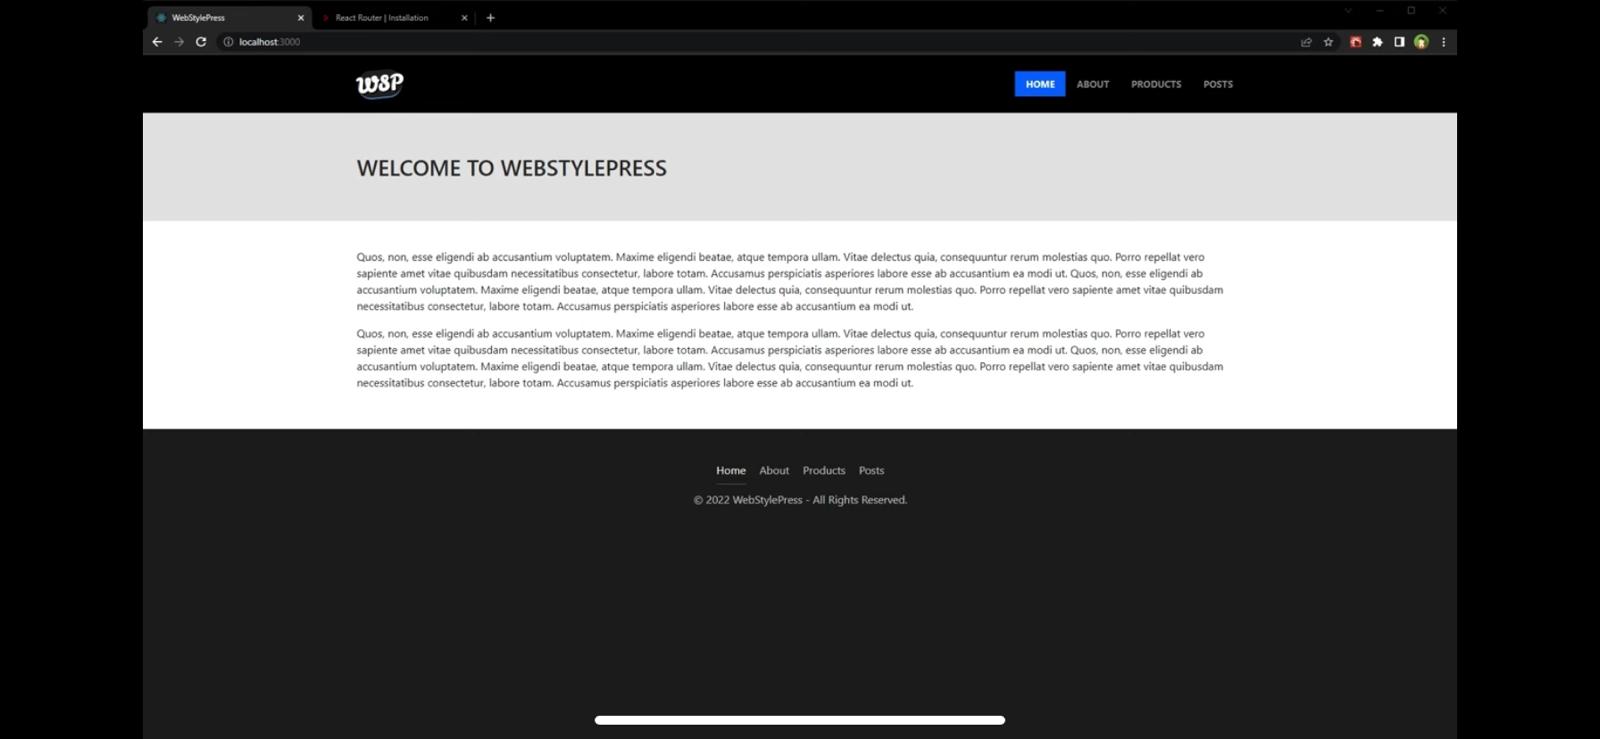 WebStylePress
React Router | Installation
localhost:3000
WSP
HOME ABOUT PRODUCTS POSTS
WELCOME TO WEBSTYLEPRESS
Quos, non, esse eligendi ab accusantium voluptatem. Maxime eligendi beatae, atque tempora ullam. Vitae delectus quia, consequuntur rerum molestias quo. Porro repellat vero
sapiente amet vitae quibusdam necessitatibus consectetur, labore totam. Accusamus perspiciatis asperiores labore esse ab accusantium ea modi ut. Quos, non, esse eligendi ab
accusantium voluptatem. Maxime eligendi beatae, atque tempora ullam. Vitae delectus quia, consequuntur rerum molestias quo. Porro repellat vero sapiente amet vitae quibusdam
necessitatibus consectetur, labore totam. Accusamus perspiciatis asperiores labore esse ab accusantium ea modi ut.
Quos, non, esse eligendi ab accusantium voluptatem. Maxime eligendi beatae, atque tempora ullam. Vitae delectus quia, consequuntur rerum molestias quo. Porro repellat vero
sapiente amet vitae quibusdam necessitatibus consectetur, labore totam. Accusamus perspiciatis asperiores labore esse ab accusantium ea modi ut. Quos, non, esse eligendi ab
accusantium voluptatem. Maxime eligendi beatae, atque tempora ullam. Vitae delectus quia, consequuntur rerum molestias quo. Porro repellat vero sapiente amet vitae quibusdam
necessitatibus consectetur, labore totam. Accusamus perspiciatis asperiores labore esse ab accusantium ea modi ut.
Home About Products Posts
© 2022 WebStylePress - All Rights Reserved.